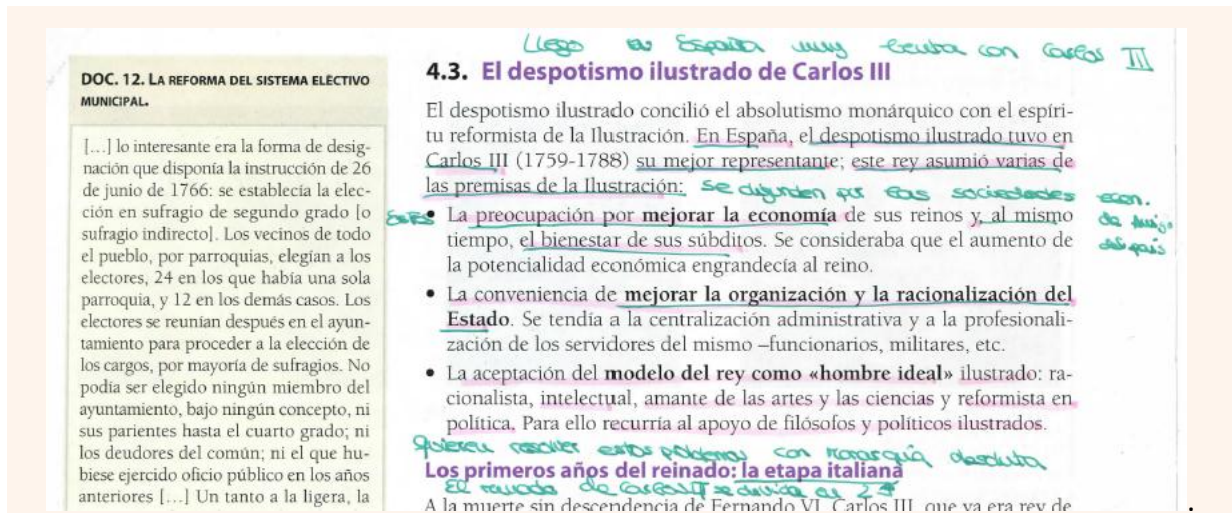 DOC. 12. LA REFORMA DEL SISTEMA ELECTIVO
MUNICIPAL.
[…] lo interesante era la forma de desig-
nación que disponía la instrucción de 26
de junio de 1766: se establecía la elec-
ción en sufragio de segundo grado [o
sufragio indirecto]. Los vecinos de todo
el pueblo, por parroquias, elegían a los
electores, 24 en los que había una sola
parroquia, y 12 en los demás casos. Los
electores se reunían después en el ayun-
tamiento para proceder a la elección de
los cargos, por mayoría de sufragios. No
podía ser elegido ningún miembro del
ayuntamiento, bajo ningún concepto, ni
sus parientes hasta el cuarto grado; ni
los deudores del común; ni el que hu-
biese ejercido oficio público en los años
anteriores […] Un tanto a la ligera, la
Llego a España muy lenta con Carlos III
4.3. El despotismo ilustrado de Carlos III
El despotismo ilustrado concilió el absolutismo monárquico con el espíri-
tu reformista de la Ilustración. En España, el despotismo ilustrado tuvo en
Carlos III (1759-1788) su mejor representante; este rey asumió varias de
las premisas de la Ilustración: se difunden por las sociedades econ.
• La preocupación por mejorar la economía de sus reinos y, al mismo
tiempo, el bienestar de sus súbditos. Se consideraba que el aumento de
la potencialidad económica engrandecía al reino.
• La conveniencia de mejorar la organización y la racionalización del
Estado. Se tendía a la centralización administrativa y a la profesionali-
zación de los servidores del mismo –funcionarios, militares, etc.
• La aceptación del modelo del rey como «hombre ideal» ilustrado: ra-
cionalista, intelectual, amante de las artes y las ciencias y reformista en
política. Para ello recurría al apoyo de filósofos y políticos ilustrados.
Quieren resolver estos problemas con monarquía absoluta
Los primeros años del reinado: la etapa italiana
El reinado de Carlos III se divide en 2
A la muerte sin descendencia de Fernando VI, Carlos III, que ya era rey de